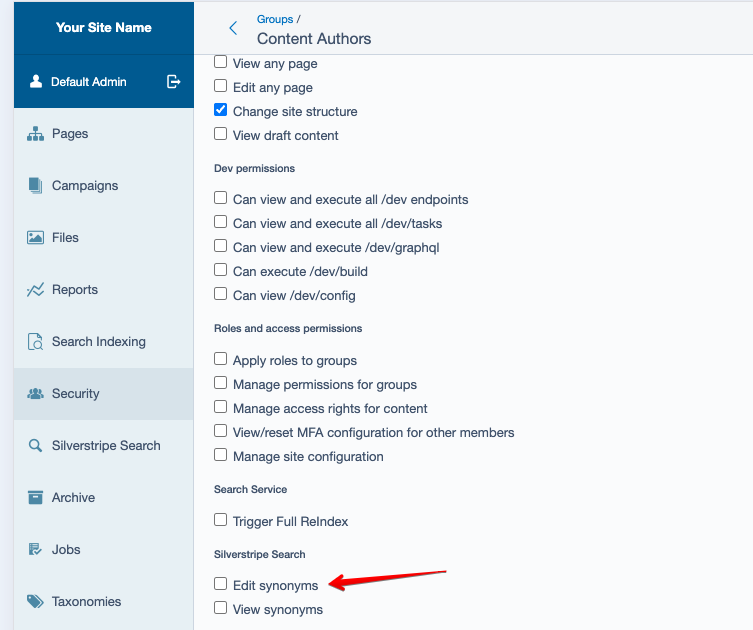 Your Site Name
Default Admin
Pages
Campaigns
Files
Reports
Search Indexing
Security
Silverstripe Search
Archive
Jobs
Taxonomies
Groups /
Content Authors
View any page
Edit any page
Change site structure
View draft content
Dev permissions
Can view and execute all /dev endpoints
Can view and execute all /dev/tasks
Can view and execute /dev/graphql
Can execute /dev/build
Can view /dev/config
Roles and access permissions
Apply roles to groups
Manage permissions for groups
Manage access rights for content
View/reset MFA configuration for other members
Manage site configuration
Search Service
Trigger Full ReIndex
Silverstripe Search
Edit synonyms
View synonyms